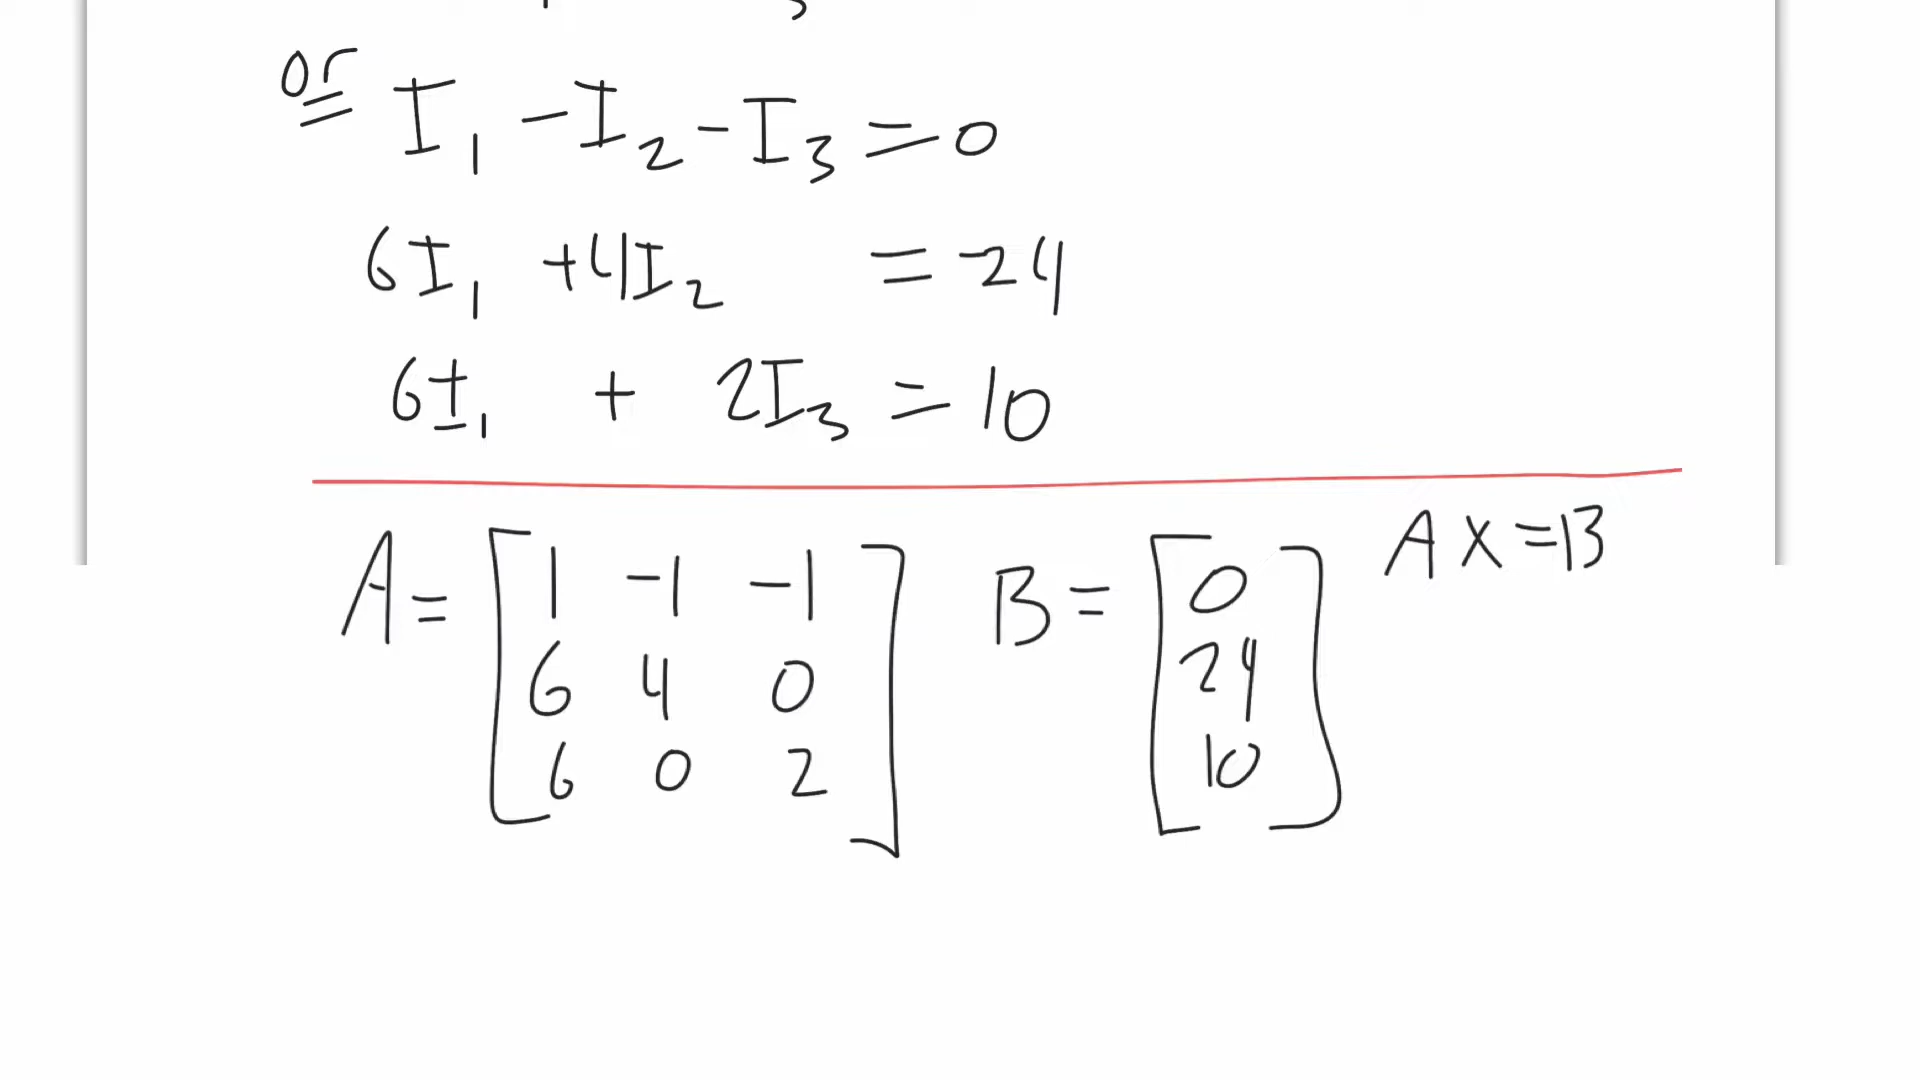 or I₁ - I₂ - I₃ = 0
6I₁ + 4I₂ = 24
6I₁ + 2I₃ = 10
A = [1 -1 -1 B = [0 AX = B
6 4 0] 24
6 0 2 10]